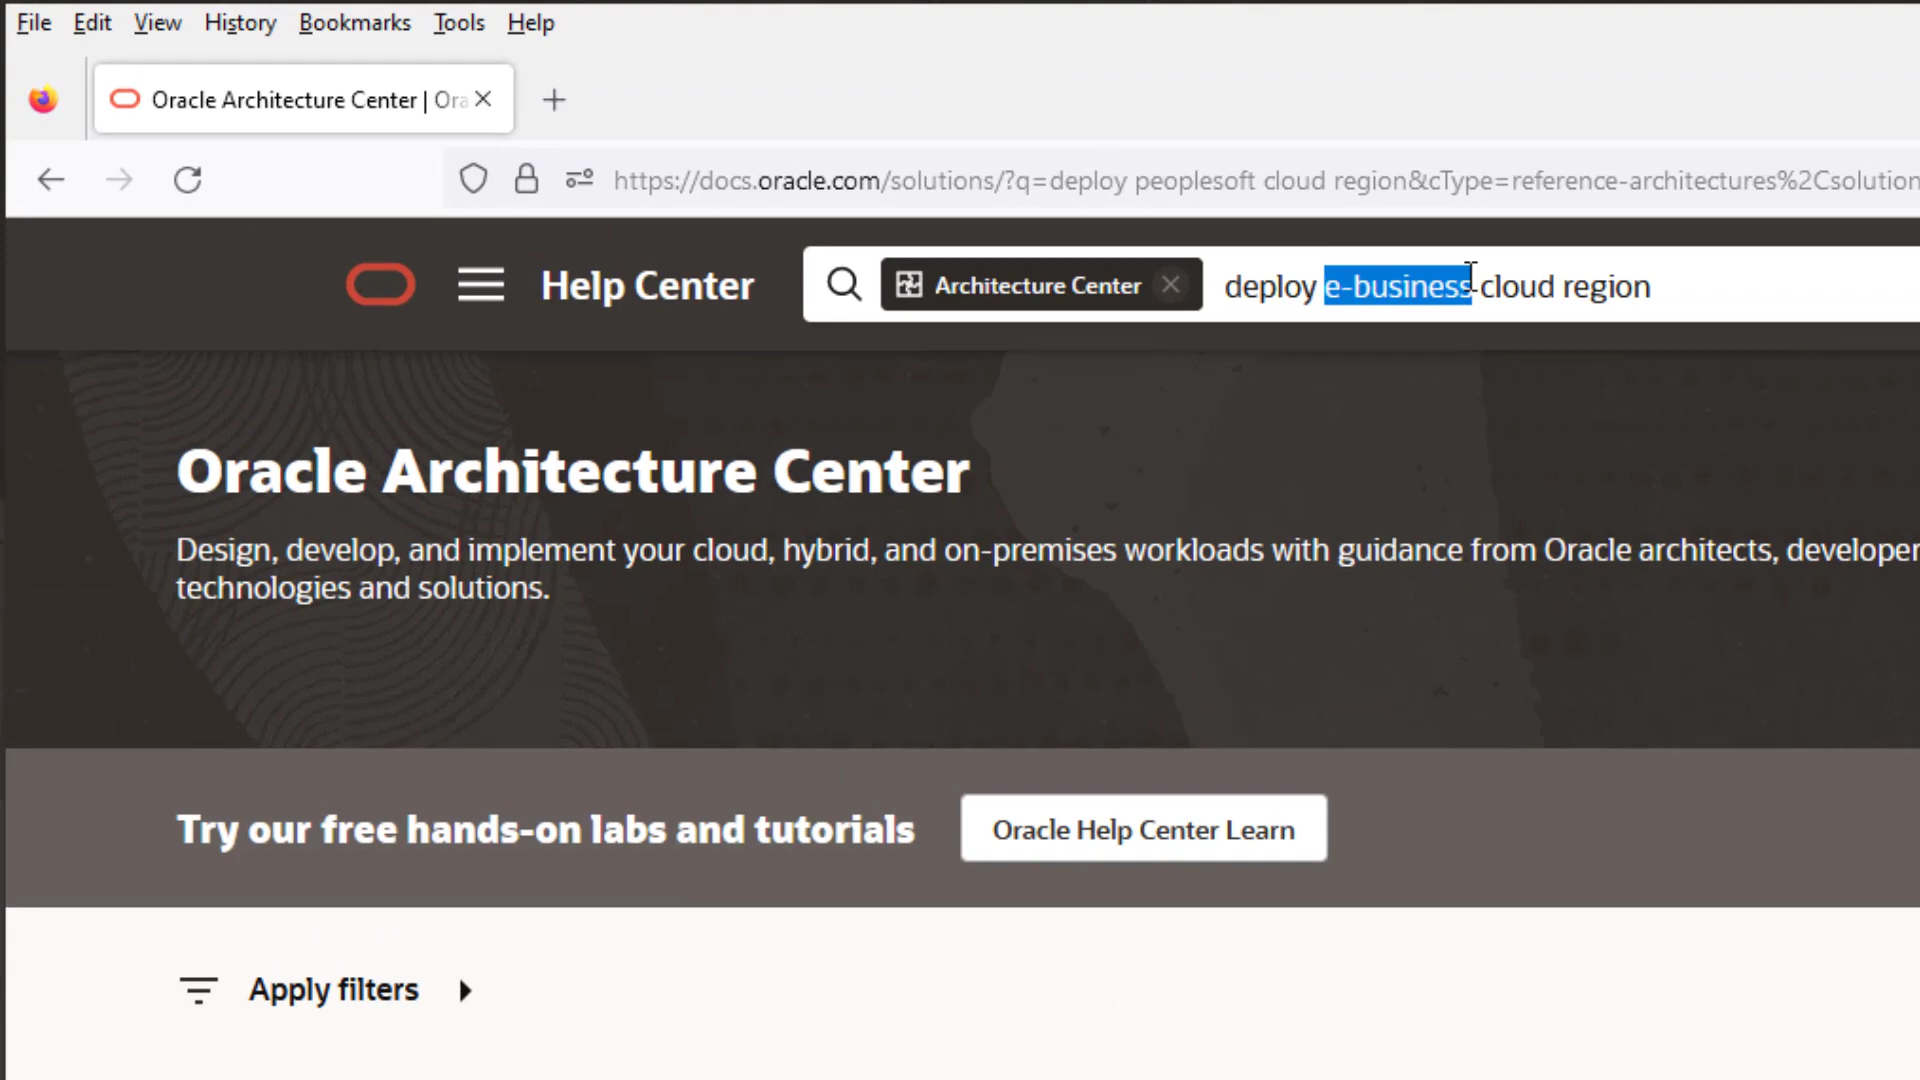 File Edit View History Bookmarks Tools Help
Oracle Architecture Center | Ora
https://docs.oracle.com/solutions/?q=deploy peoplesoft cloud region&cType=reference-architectures%2Csolution
Help Center
Architecture Center
deploy e-business cloud region
Oracle Architecture Center
Design, develop, and implement your cloud, hybrid, and on-premises workloads with guidance from Oracle architects, developer
technologies and solutions.
Try our free hands-on labs and tutorials
Oracle Help Center Learn
Apply filters